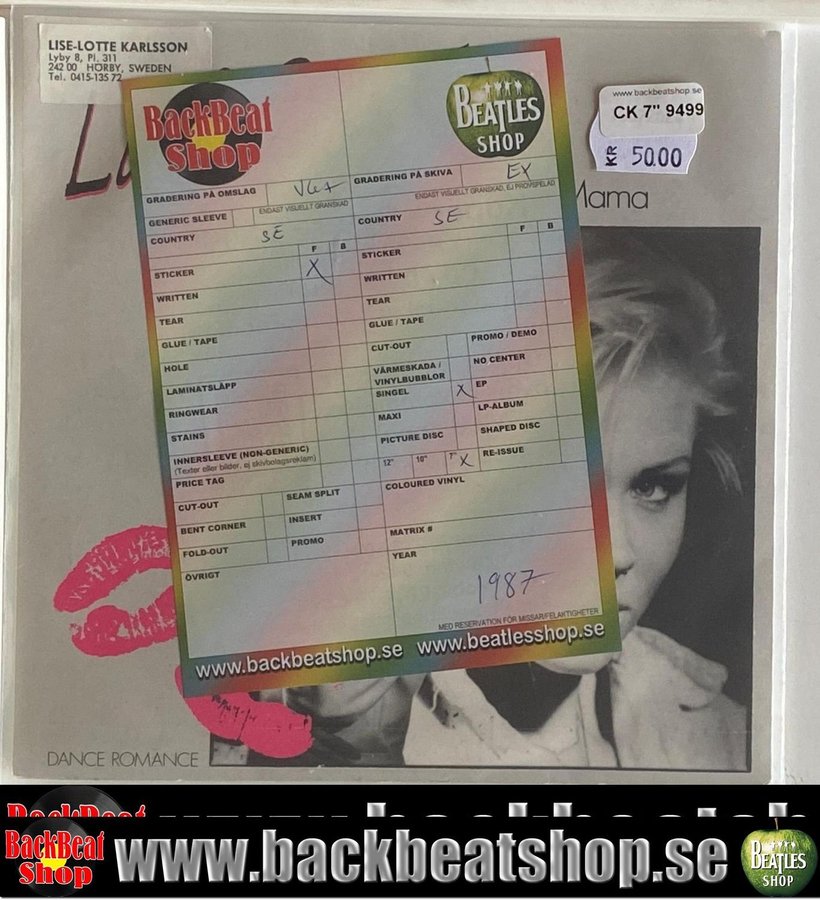 LISE-LOTTE KARLSSON
Lyby 8, Pl. 311
242 00 HÖRBY, SWEDEN
Tel. 0415-135 72
BackBeat
Shop
BEATLES
SHOP
www.backbeatshop.se
CK 7" 9499
KR 50.00
Mama
GRADERING PÅ OMSLAG VG+
ENDAST VISUELLT GRANSKAD
GENERIC SLEEVE
COUNTRY SE
F B
STICKER X
WRITTEN
TEAR
GLUE / TAPE
HOLE
LAMINATSLÄPP
RINGWEAR
STAINS
INNERSLEEVE (NON-GENERIC)
(Texter eller bilder, ej skivbolagsreklam)
PRICE TAG
CUT-OUT SEAM SPLIT
BENT CORNER INSERT
FOLD-OUT PROMO
ÖVRIGT
GRADERING PÅ SKIVA EX
ENDAST VISUELLT GRANSKAD, EJ PROVSPELAD
COUNTRY SE
F B
STICKER
WRITTEN
TEAR
GLUE / TAPE
CUT-OUT PROMO / DEMO
VÄRMESKADA /
VINYLBUBBLOR NO CENTER
SINGEL X EP
MAXI LP-ALBUM
PICTURE DISC SHAPED DISC
12" 10" 7" X RE-ISSUE
COLOURED VINYL
MATRIX #
YEAR
1987
MED RESERVATION FÖR MISSAR/FELAKTIGHETER
www.backbeatshop.se www.beatlesshop.se
DANCE ROMANCE
BackBeat
Shop
www.backbeatshop.se
BEATLES
SHOP